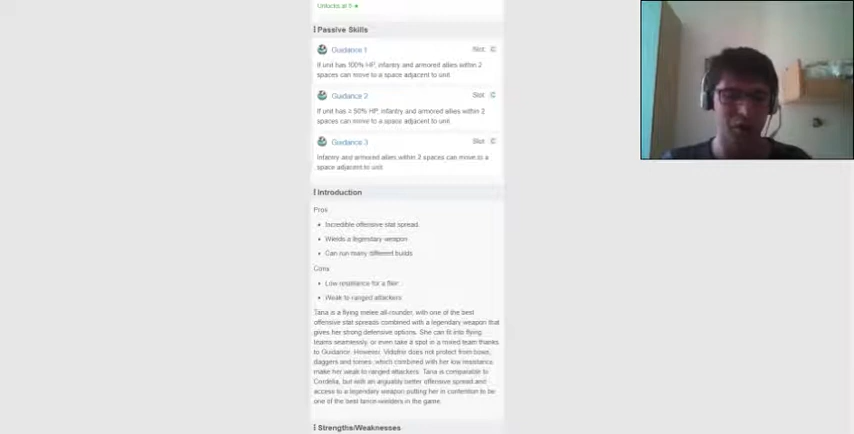 Unlocks at 5 ★
Passive Skills
Guidance 1
Slot C
If unit has 100% HP, infantry and armored allies within 2
spaces can move to a space adjacent to unit
Guidance 2
Slot C
If unit has ≥ 50% HP, infantry and armored allies within 2
spaces can move to a space adjacent to unit
Guidance 3
Slot C
Infantry and armored allies within 2 spaces can move to a
space adjacent to unit
Introduction
Pros
• Incredible offensive stat spread.
• Wields a legendary weapon
• Can run many different builds
Cons
• Low resistance for a flier
• Weak to ranged attackers
Tana is a flying melee all-rounder, with one of the best
offensive stat spreads combined with a legendary weapon that
gives her strong defensive options. She can fit into flying
teams seamlessly, or even take a spot in a mixed team thanks
to Guidance. However, Vidofnir does not protect from bows,
daggers and tomes, which combined with her low resistance,
make her weak to ranged attackers. Tana is comparable to
Cordelia, but with an arguably better offensive spread and
access to a legendary weapon putting her in contention to be
one of the best lance-wielders in the game.
Strengths/Weaknesses